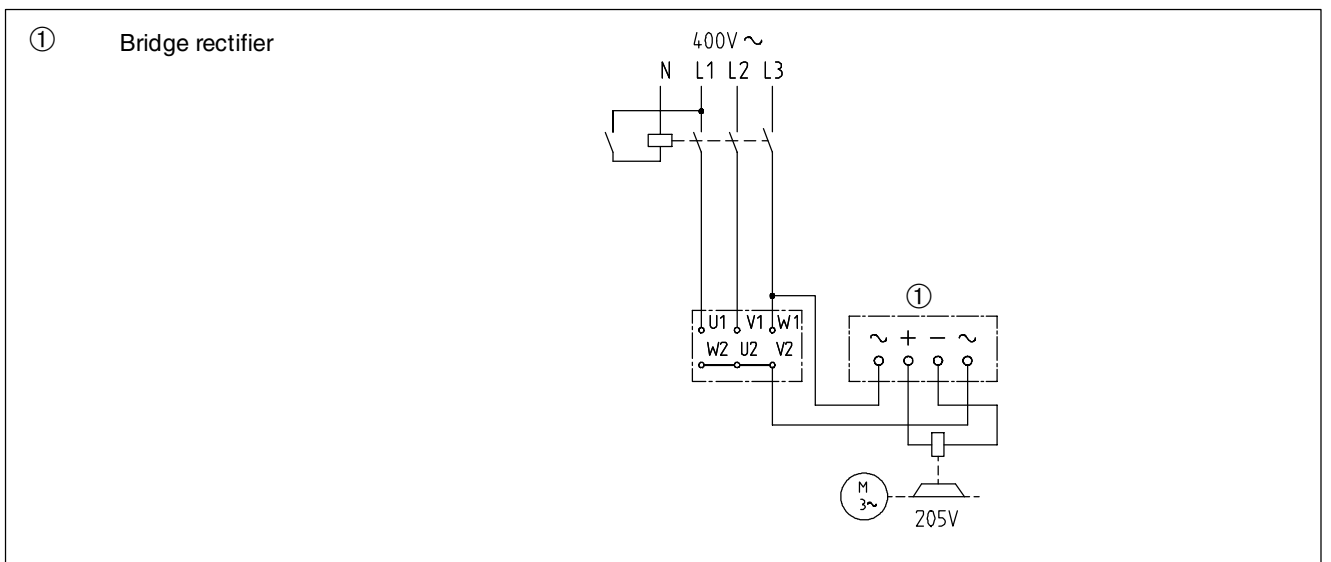 ① Bridge rectifier
400V ~
N L1 L2 L3
①
U1 V1 W1
W2 U2 V2
~ + − ~
M
3~
205V